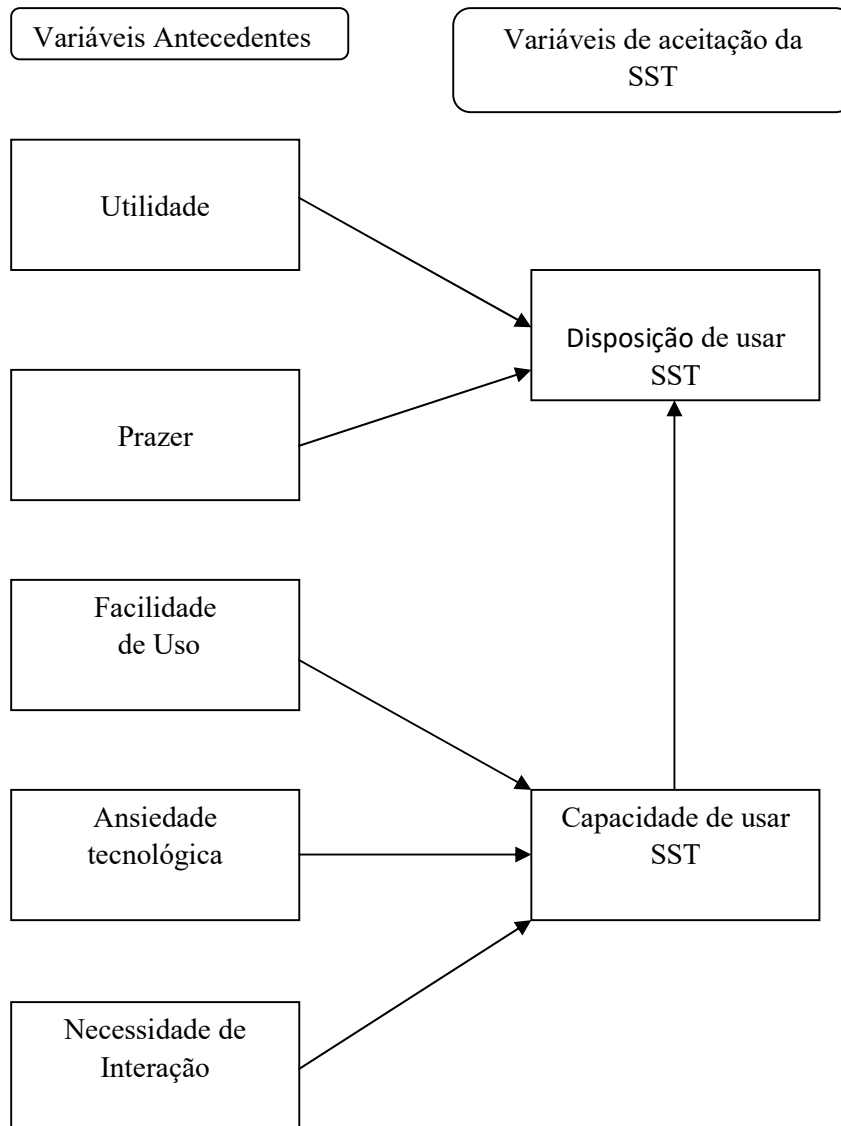 Variáveis Antecedentes
Variáveis de aceitação da
SST
Utilidade
Disposição de usar
SST
Prazer
Facilidade
de Uso
Ansiedade
tecnológica
Capacidade de usar
SST
Necessidade de
Interação